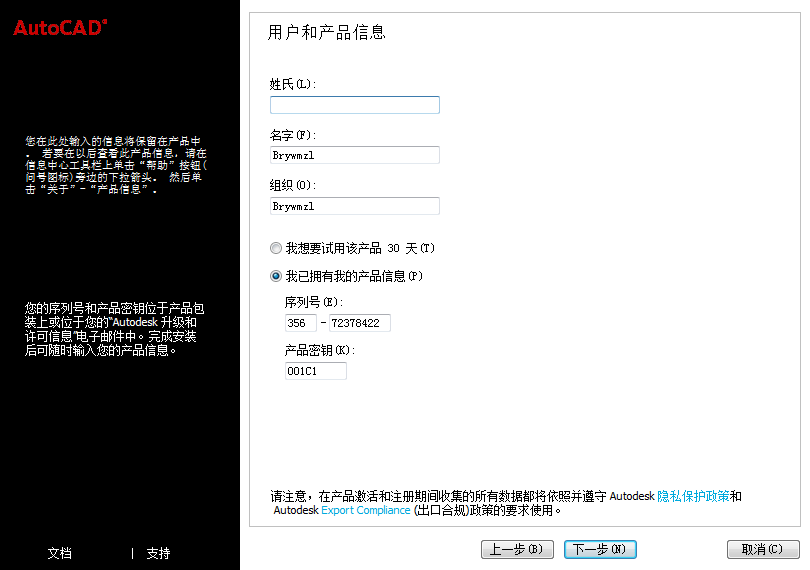 AutoCAD®
您在此处输入的信息将保留在产品中
。 若要在以后查看此产品信息，请在
信息中心工具栏上单击“帮助”按钮(
问号图标)旁边的下拉箭头。 然后单
击“关于”-“产品信息”.
您的序列号和产品密钥位于产品包
装上或位于您的“Autodesk 升级和
许可信息”电子邮件中。完成安装
后可随时输入您的产品信息。
文档 | 支持
用户和产品信息
姓氏(L):
名字(F):
Brywmzl
组织(O):
Brywmzl
我想要试用该产品 30 天(T)
我已拥有我的产品信息(P)
序列号(E):
356 - 72378422
产品密钥(K):
001C1
请注意，在产品激活和注册期间收集的所有数据都将依照并遵守 Autodesk 隐私保护政策和
Autodesk Export Compliance (出口合规)政策的要求使用。
上一步(B) 下一步(N) 取消(C)